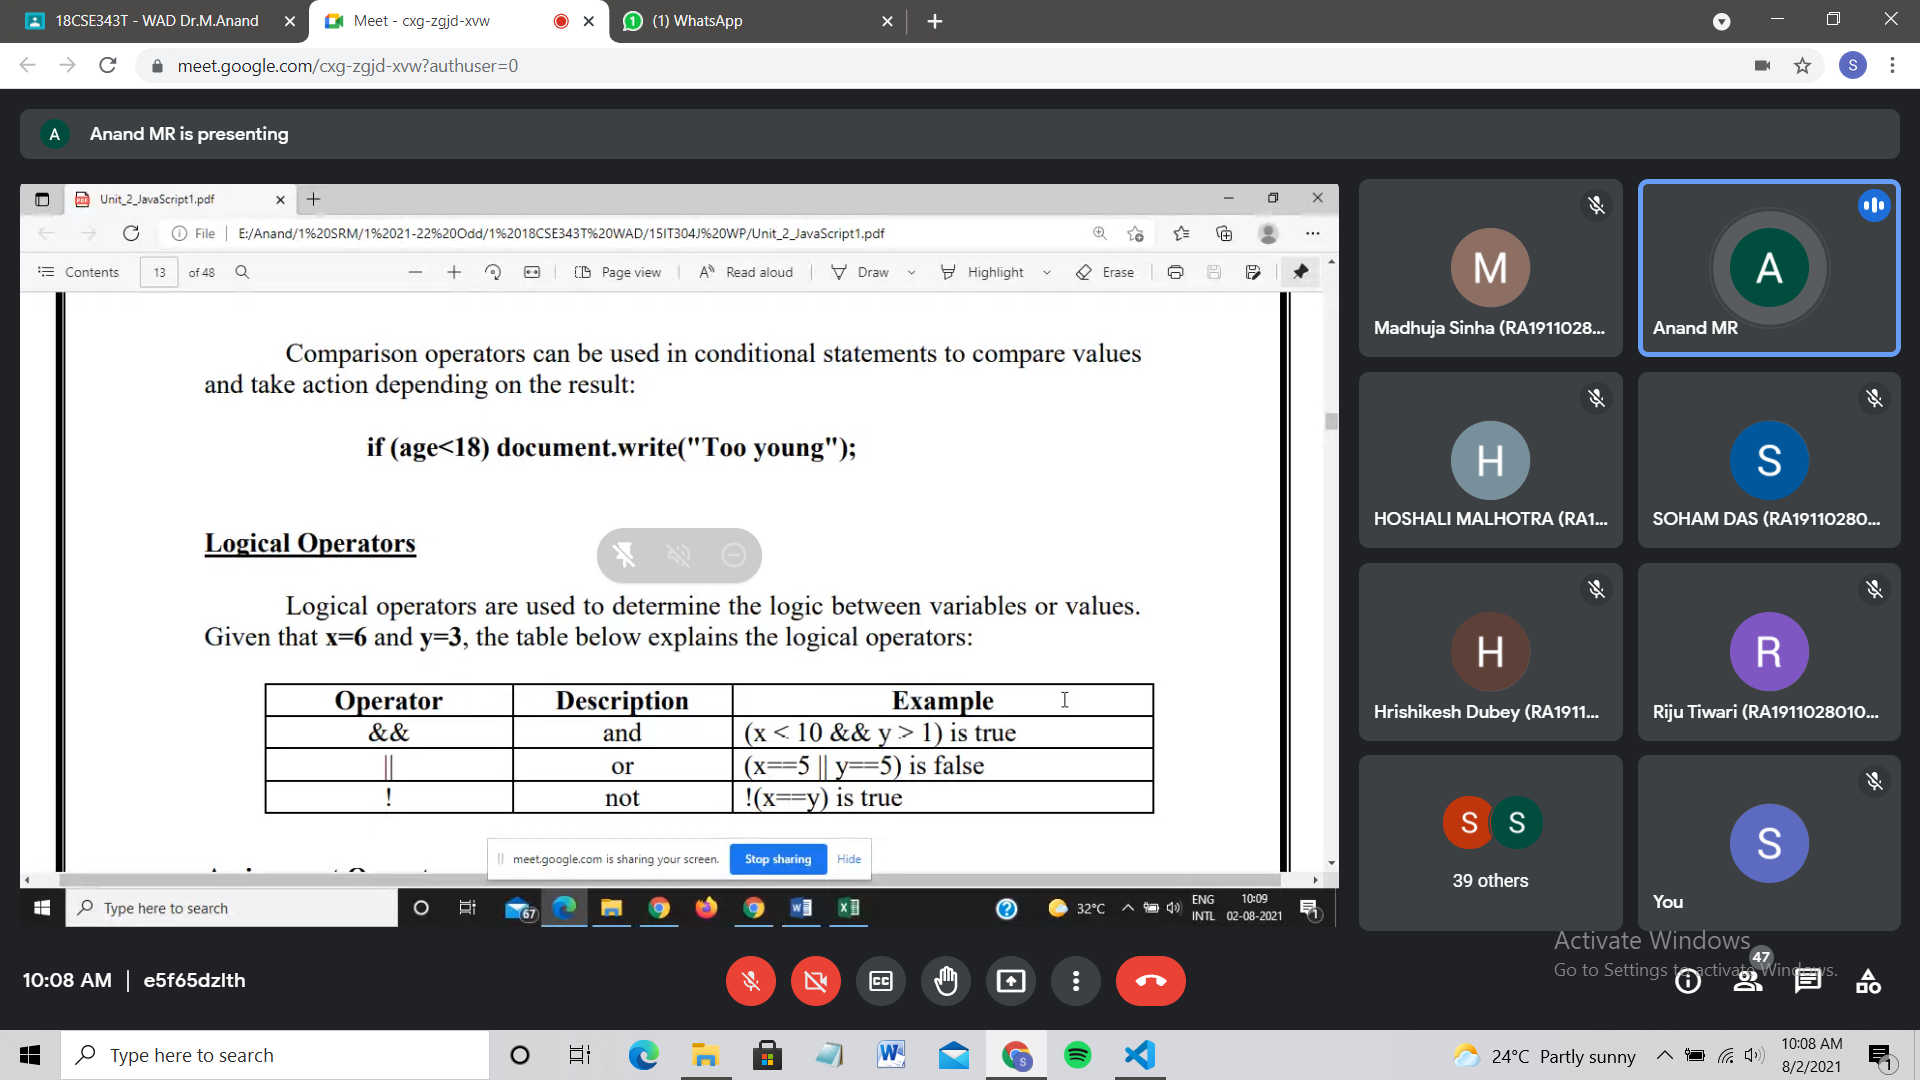 18CSE343T - WAD Dr.M.Anand
Meet - cxg-zgjd-xvw
(1) WhatsApp
meet.google.com/cxg-zgjd-xvw?authuser=0
S
A Anand MR is presenting
Unit_2_JavaScript1.pdf
File | E:/Anand/1%20SRM/1%2021-22%20Odd/1%2018CSE343T%20WAD/15IT304J%20WP/Unit_2_JavaScript1.pdf
Contents 13 of 48 Page view Read aloud Draw Highlight Erase
Comparison operators can be used in conditional statements to compare values
and take action depending on the result:
if (age<18) document.write("Too young");
Logical Operators
Logical operators are used to determine the logic between variables or values.
Given that x=6 and y=3, the table below explains the logical operators:
Operator Description Example
&& and (x < 10 && y > 1) is true
|| or (x==5 || y==5) is false
! not !(x==y) is true
meet.google.com is sharing your screen. Stop sharing Hide
Type here to search
67
32°C
ENG
INTL
10:09
02-08-2021
1
M
Madhuja Sinha (RA1911028...
A
Anand MR
H
HOSHALI MALHOTRA (RA1...
S
SOHAM DAS (RA19110280...
H
Hrishikesh Dubey (RA1911...
R
Riju Tiwari (RA1911028010...
S S
39 others
S
You
Activate Windows
Go to Settings to activate Windows.
10:08 AM | e5f65dzlth
47
Type here to search
24°C Partly sunny
10:08 AM
8/2/2021
1